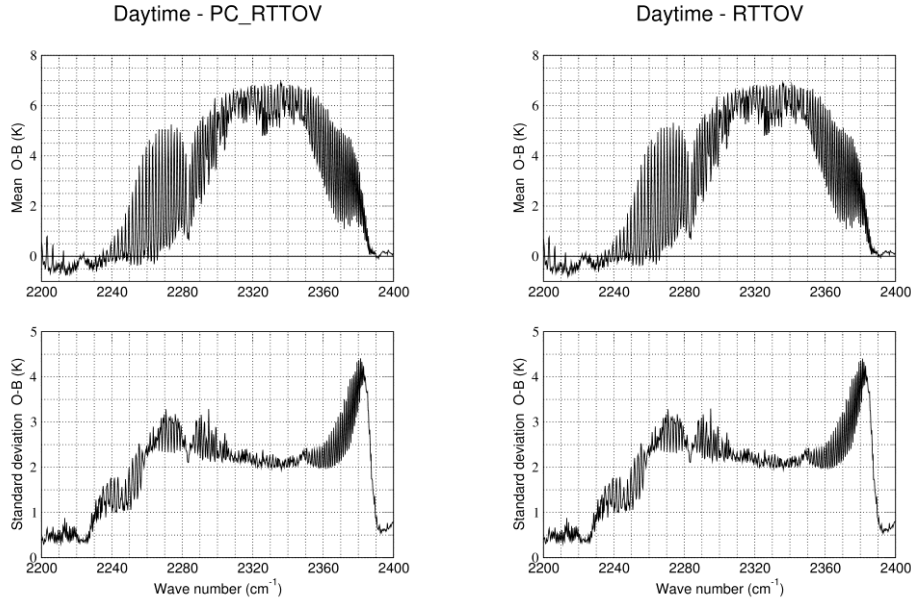 Daytime - PC_RTTOV
Daytime - RTTOV
8
6
4
2
0
Mean O-B (K)
2200 2240 2280 2320 2360 2400
8
6
4
2
0
Mean O-B (K)
2200 2240 2280 2320 2360 2400
5
4
3
2
1
0
Standard deviation O-B (K)
2200 2240 2280 2320 2360 2400
Wave number (cm⁻¹)
5
4
3
2
1
0
Standard deviation O-B (K)
2200 2240 2280 2320 2360 2400
Wave number (cm⁻¹)